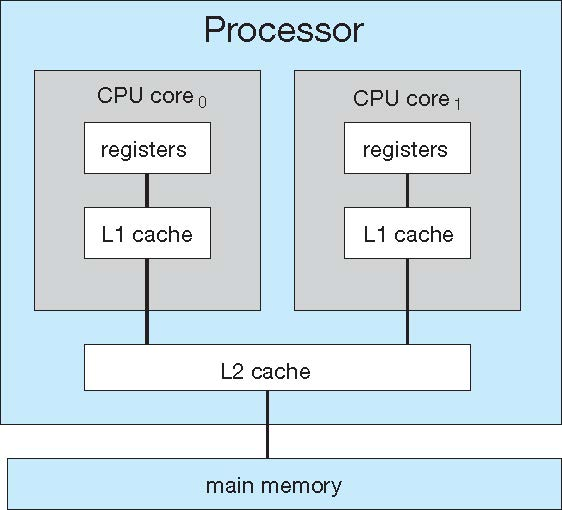 Processor
CPU core 0
CPU core 1
registers
registers
L1 cache
L1 cache
L2 cache
main memory